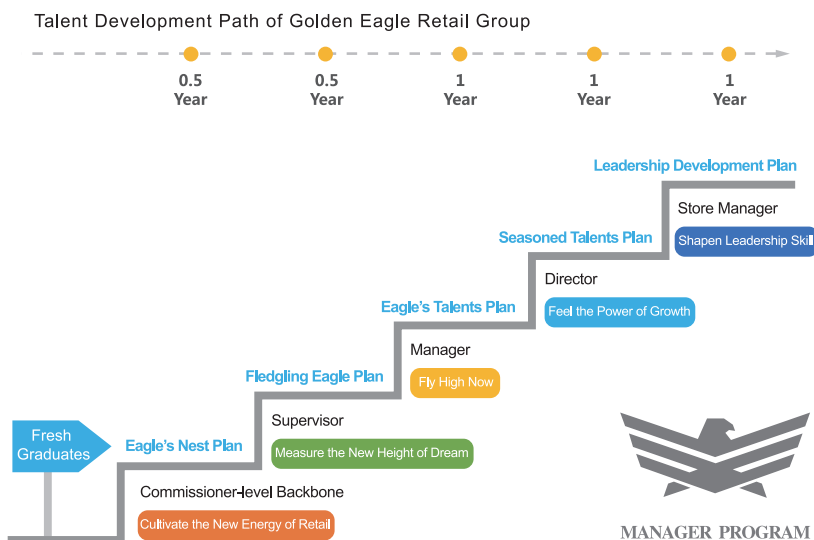 Talent Development Path of Golden Eagle Retail Group
0.5
Year
0.5
Year
1
Year
1
Year
1
Year
Leadership Development Plan
Store Manager
Shapen Leadership Skill
Seasoned Talents Plan
Director
Feel the Power of Growth
Eagle's Talents Plan
Manager
Fly High Now
Fledgling Eagle Plan
Supervisor
Measure the New Height of Dream
Fresh
Graduates
Eagle's Nest Plan
Commissioner-level Backbone
Cultivate the New Energy of Retail
MANAGER PROGRAM